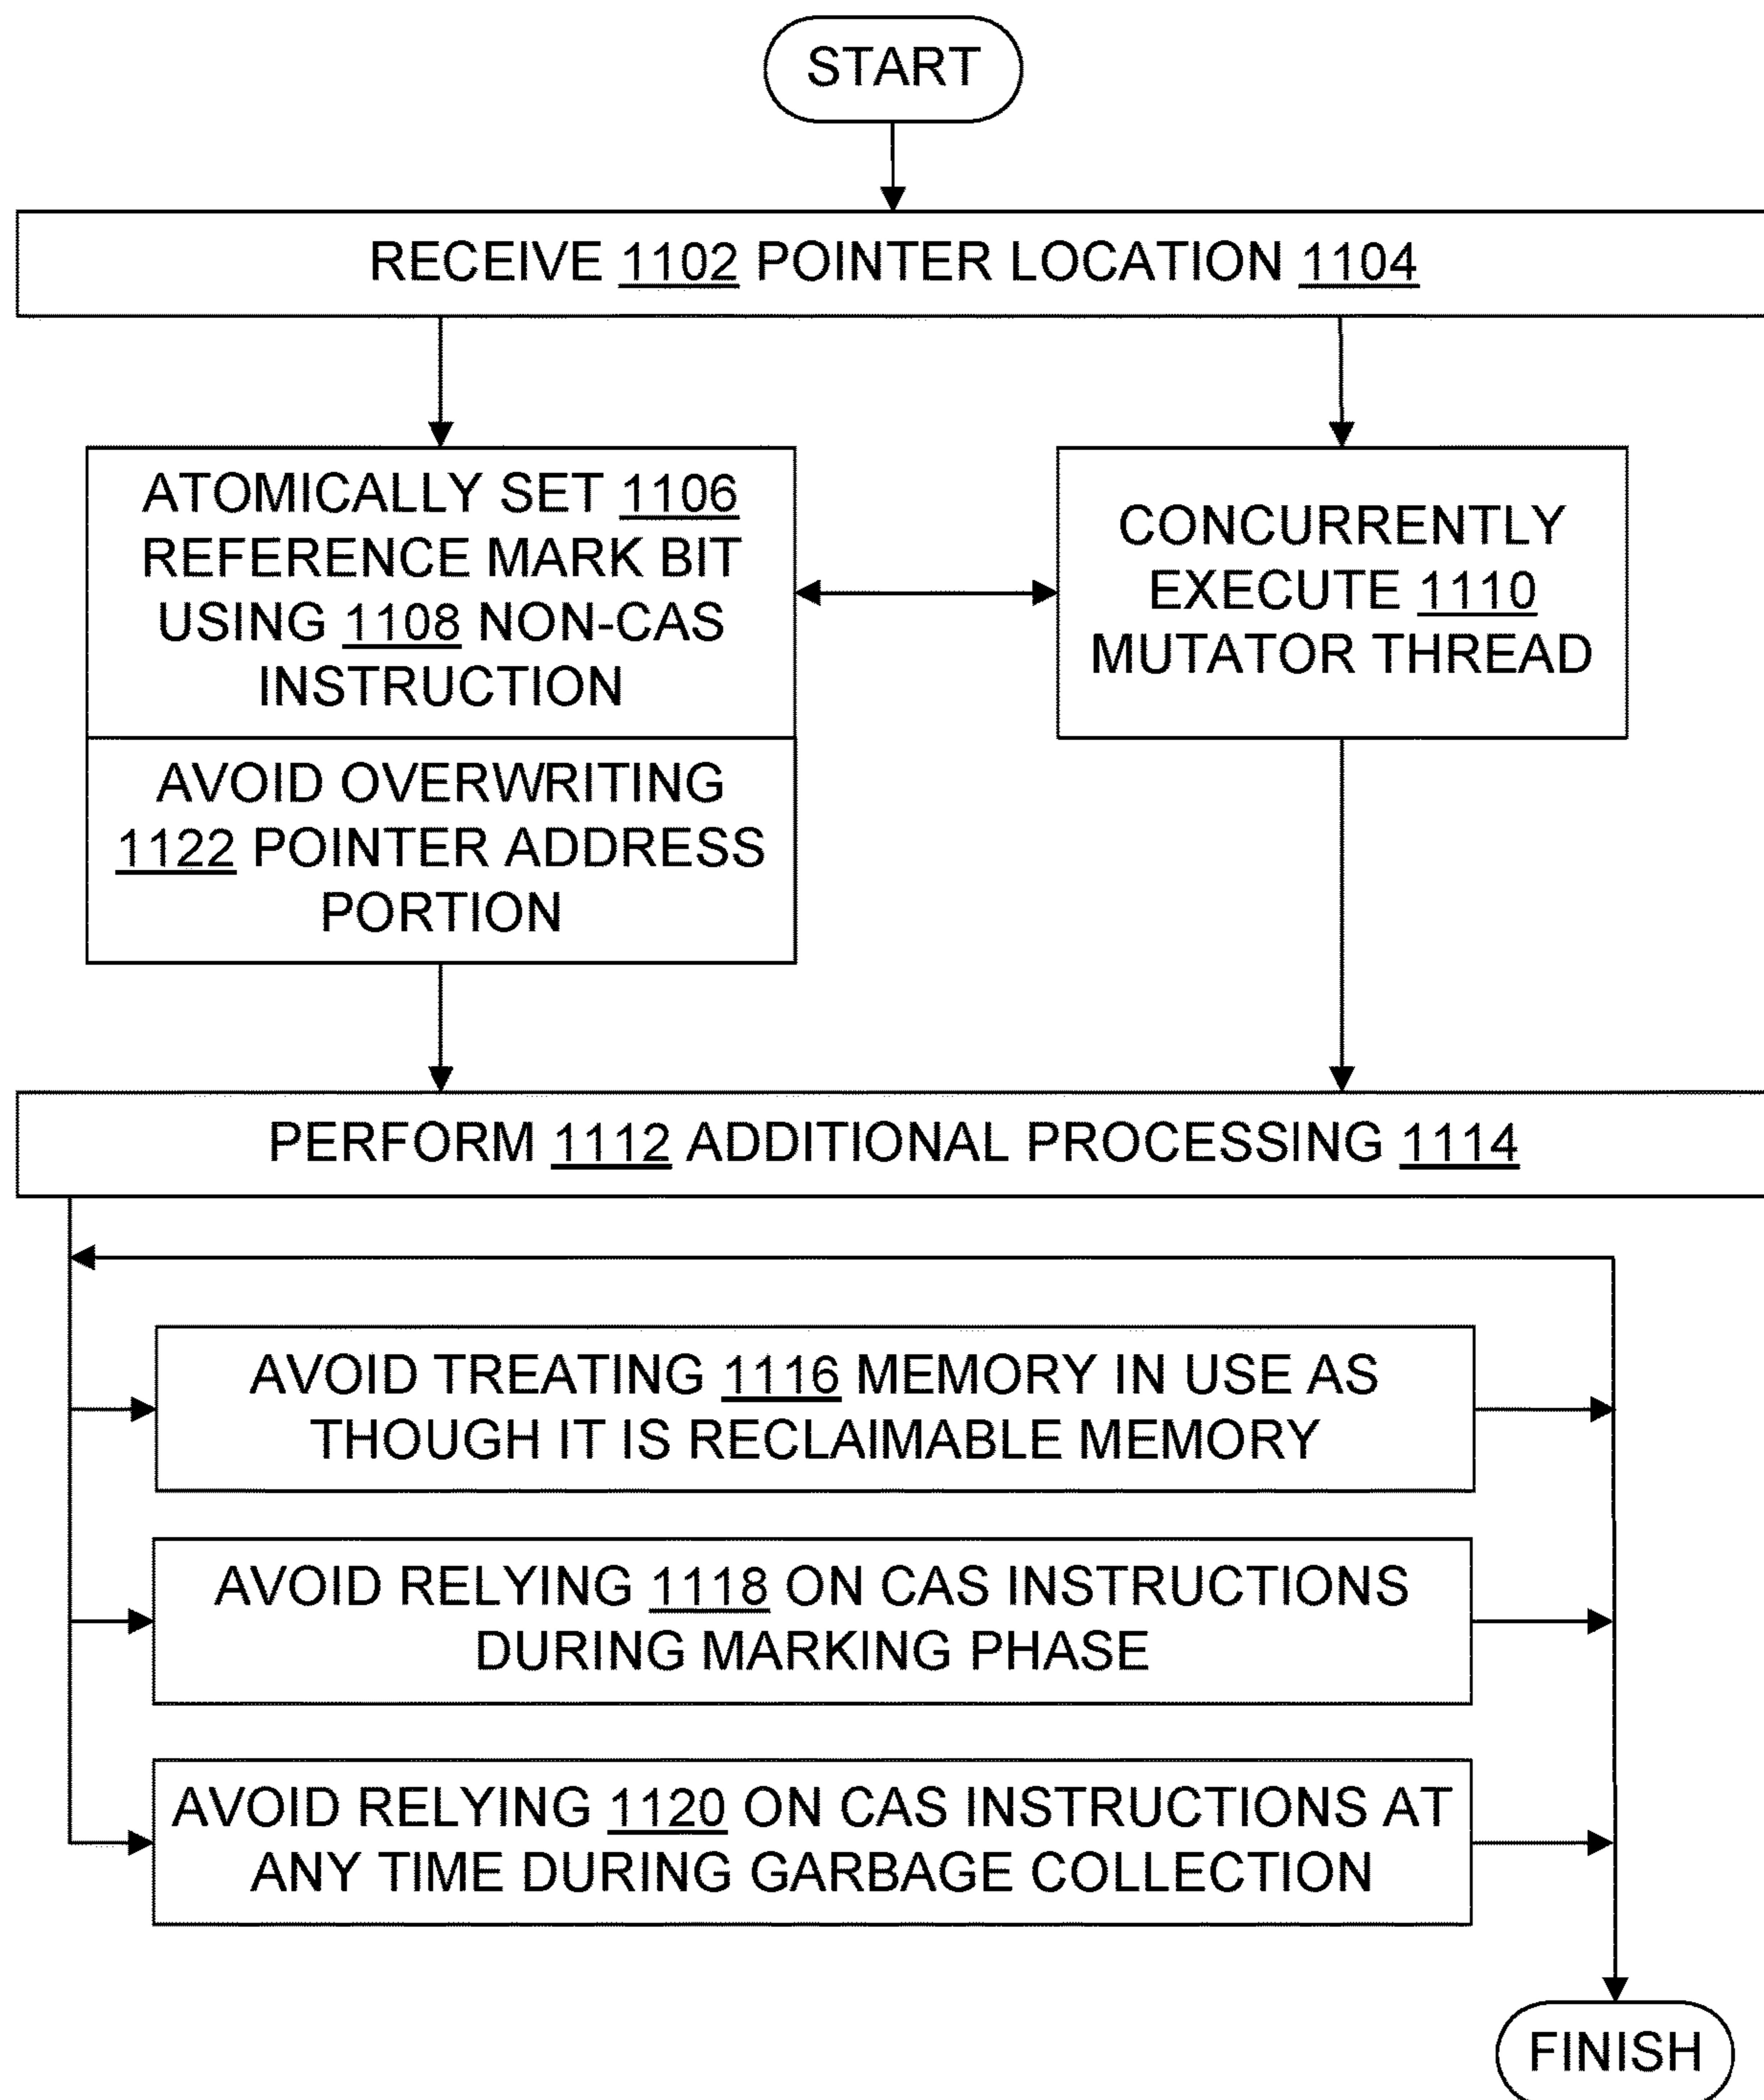 START
RECEIVE 1102 POINTER LOCATION 1104
ATOMICALLY SET 1106
REFERENCE MARK BIT
USING 1108 NON-CAS
INSTRUCTION
CONCURRENTLY
EXECUTE 1110
MUTATOR THREAD
AVOID OVERWRITING
1122 POINTER ADDRESS
PORTION
PERFORM 1112 ADDITIONAL PROCESSING 1114
AVOID TREATING 1116 MEMORY IN USE AS
THOUGH IT IS RECLAIMABLE MEMORY
AVOID RELYING 1118 ON CAS INSTRUCTIONS
DURING MARKING PHASE
AVOID RELYING 1120 ON CAS INSTRUCTIONS AT
ANY TIME DURING GARBAGE COLLECTION
FINISH